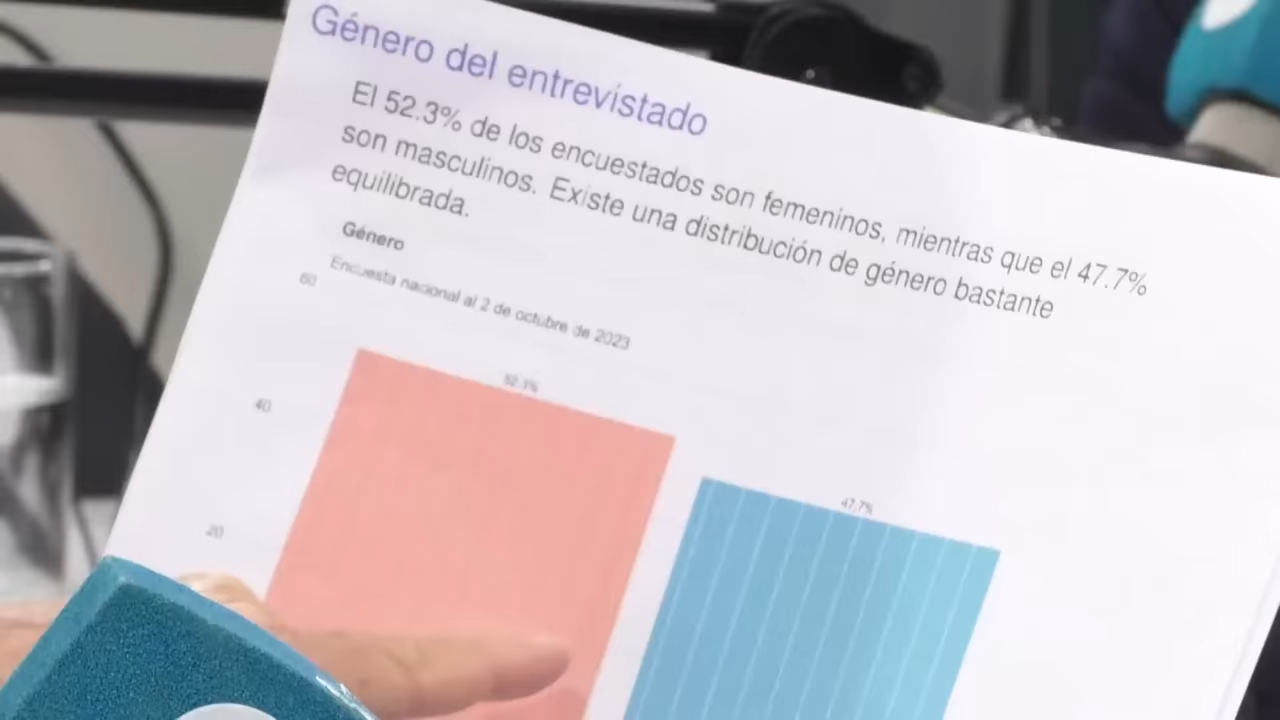 Género del entrevistado
El 52.3% de los encuestados son femeninos, mientras que el 47.7%
son masculinos. Existe una distribución de género bastante
equilibrada.
Género
Encuesta nacional al 2 de octubre de 2023
60
52.3%
40
47.7%
20